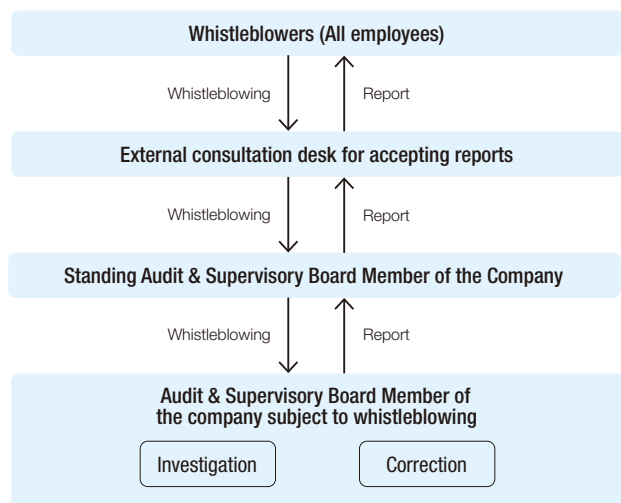 Whistleblowers (All employees)
Whistleblowing
Report
External consultation desk for accepting reports
Whistleblowing
Report
Standing Audit & Supervisory Board Member of the Company
Whistleblowing
Report
Audit & Supervisory Board Member of
the company subject to whistleblowing
Investigation
Correction